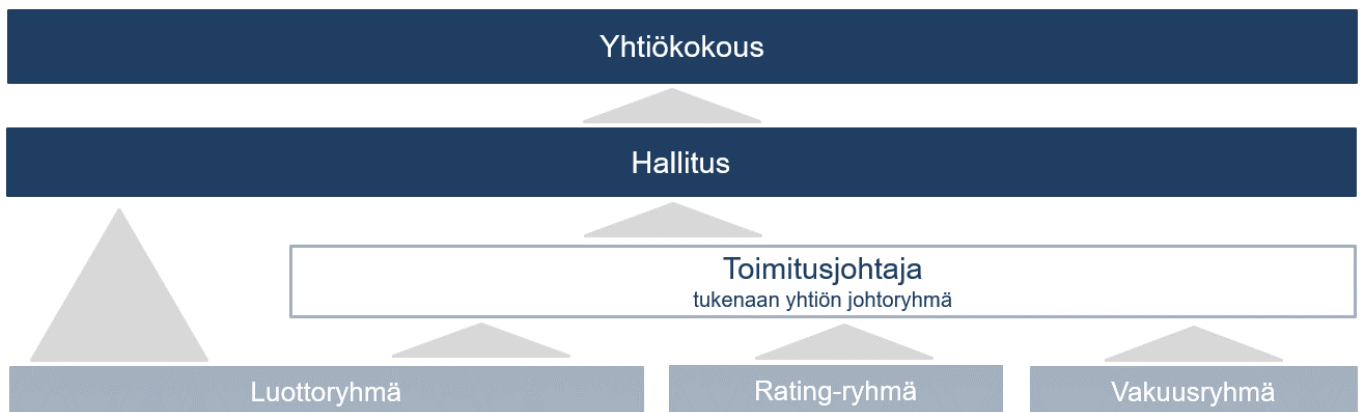 Yhtiökokous
Hallitus
Toimitusjohtaja
tukenaan yhtiön johtoryhmä
Luottoryhmä
Rating-ryhmä
Vakuusryhmä